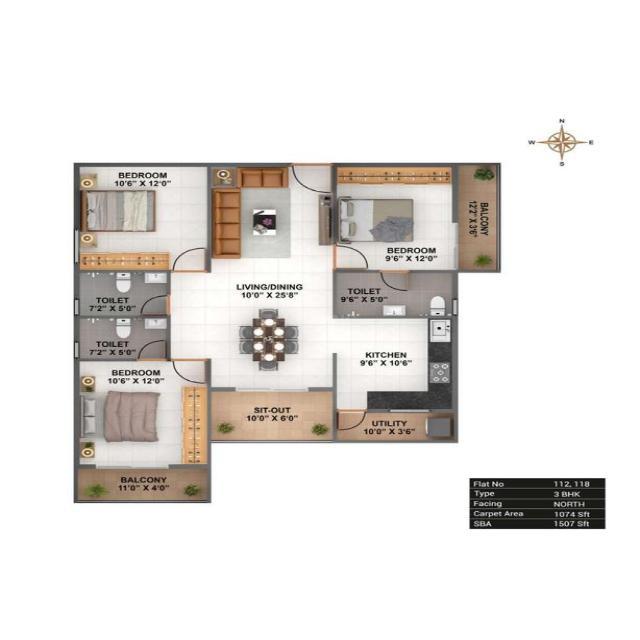 N
W E
S
BEDROOM
10'6" X 12'0"
BEDROOM
9'6" X 12'0"
BALCONY
12'2" X 3'6"
LIVING/DINING
10'0" X 25'8"
TOILET
7'2" X 5'0"
TOILET
9'6" X 5'0"
TOILET
7'2" X 5'0"
KITCHEN
9'6" X 10'6"
BEDROOM
10'6" X 12'0"
SIT-OUT
10'0" X 6'0"
UTILITY
10'0" X 3'6"
BALCONY
11'0" X 4'0"
Flat No 112, 118
Type 3 BHK
Facing NORTH
Carpet Area 1074 Sft
SBA 1507 Sft